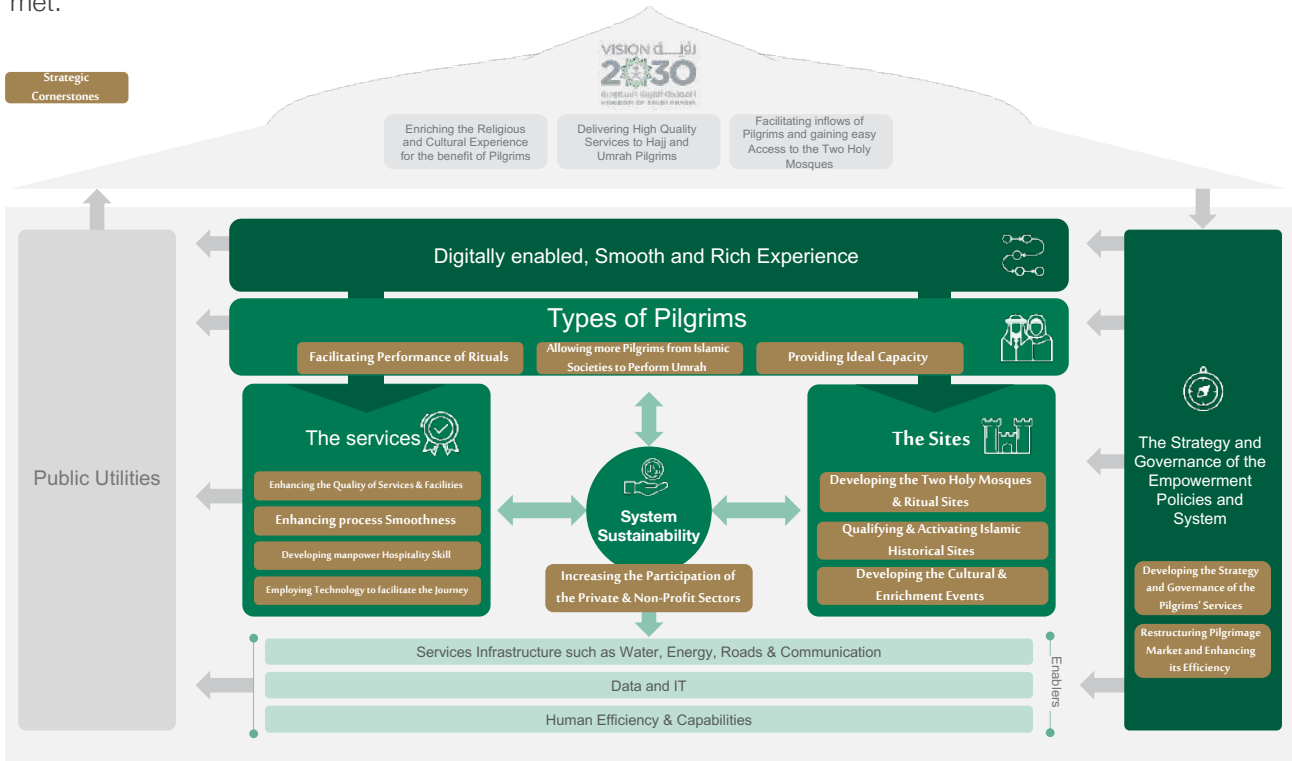 met.
Strategic
Cornerstones
VISION رؤيـــة
2030
المملكة العربية السعودية
KINGDOM OF SAUDI ARABIA
Enriching the Religious
and Cultural Experience
for the benefit of Pilgrims
Delivering High Quality
Services to Hajj and
Umrah Pilgrims
Facilitating inflows of
Pilgrims and gaining easy
Access to the Two Holy
Mosques
Digitally enabled, Smooth and Rich Experience
Types of Pilgrims
Facilitating Performance of Rituals
Allowing more Pilgrims from Islamic
Societies to Perform Umrah
Providing Ideal Capacity
The services
Enhancing the Quality of Services & Facilities
Enhancing process Smoothness
Developing manpower Hospitality Skill
Employing Technology to facilitate the Journey
System
Sustainability
Increasing the Participation of
the Private & Non-Profit Sectors
The Sites
Developing the Two Holy Mosques
& Ritual Sites
Qualifying & Activating Islamic
Historical Sites
Developing the Cultural &
Enrichment Events
Public Utilities
The Strategy and
Governance of the
Empowerment
Policies and
System
Developing the Strategy
and Governance of the
Pilgrims' Services
Restructuring Pilgrimage
Market and Enhancing
its Efficiency
Services Infrastructure such as Water, Energy, Roads & Communication
Data and IT
Human Efficiency & Capabilities
Enablers